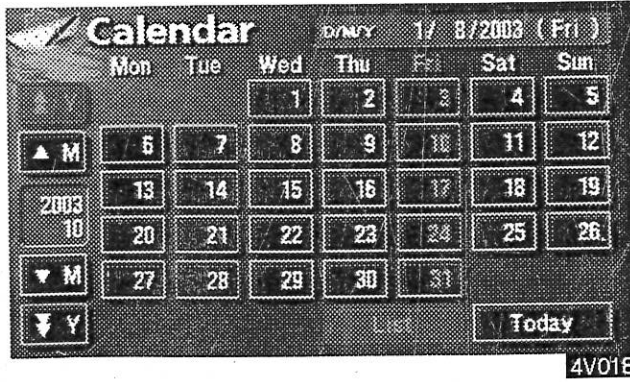 Calendar D/M/Y 1/ 8/2003 (Fri)
Mon Tue Wed Thu Fri Sat Sun
▲ Y 1 2 3 4 5
▲ M 6 7 8 9 10 11 12
13 14 15 16 17 18 19
2003
10
20 21 22 23 24 25 26
▼ M 27 28 29 30 31
▼ Y List Today
4V018